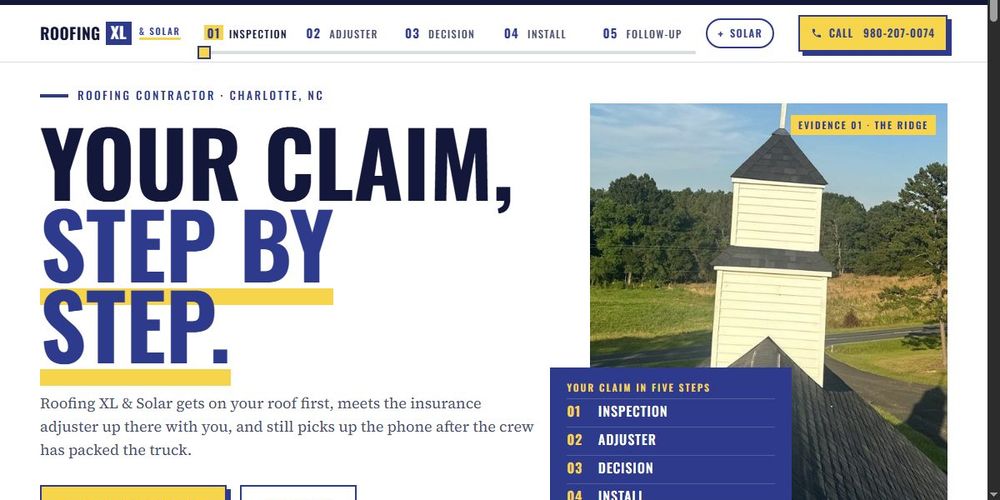 ROOFING XL & SOLAR
01 INSPECTION 02 ADJUSTER 03 DECISION 04 INSTALL 05 FOLLOW-UP
+ SOLAR
CALL 980-207-0074
ROOFING CONTRACTOR · CHARLOTTE, NC
YOUR CLAIM,
STEP BY
STEP.
Roofing XL & Solar gets on your roof first, meets the insurance
adjuster up there with you, and still picks up the phone after the crew
has packed the truck.
EVIDENCE 01 · THE RIDGE
YOUR CLAIM IN FIVE STEPS
01 INSPECTION
02 ADJUSTER
03 DECISION
04 INSTALL